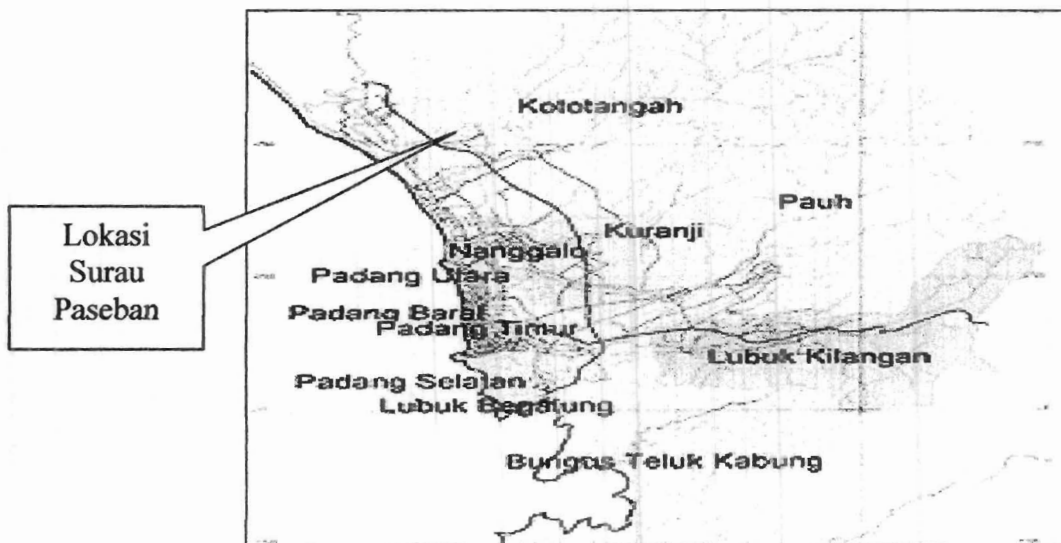 Kototangah
Pauh
Lokasi
Surau
Paseban
Kuranji
Nanggalo
Padang Utara
Padang Barat
Padang Timur
Lubuk Kilangan
Padang Selatan
Lubuk Begatung
Bungus Teluk Kabung